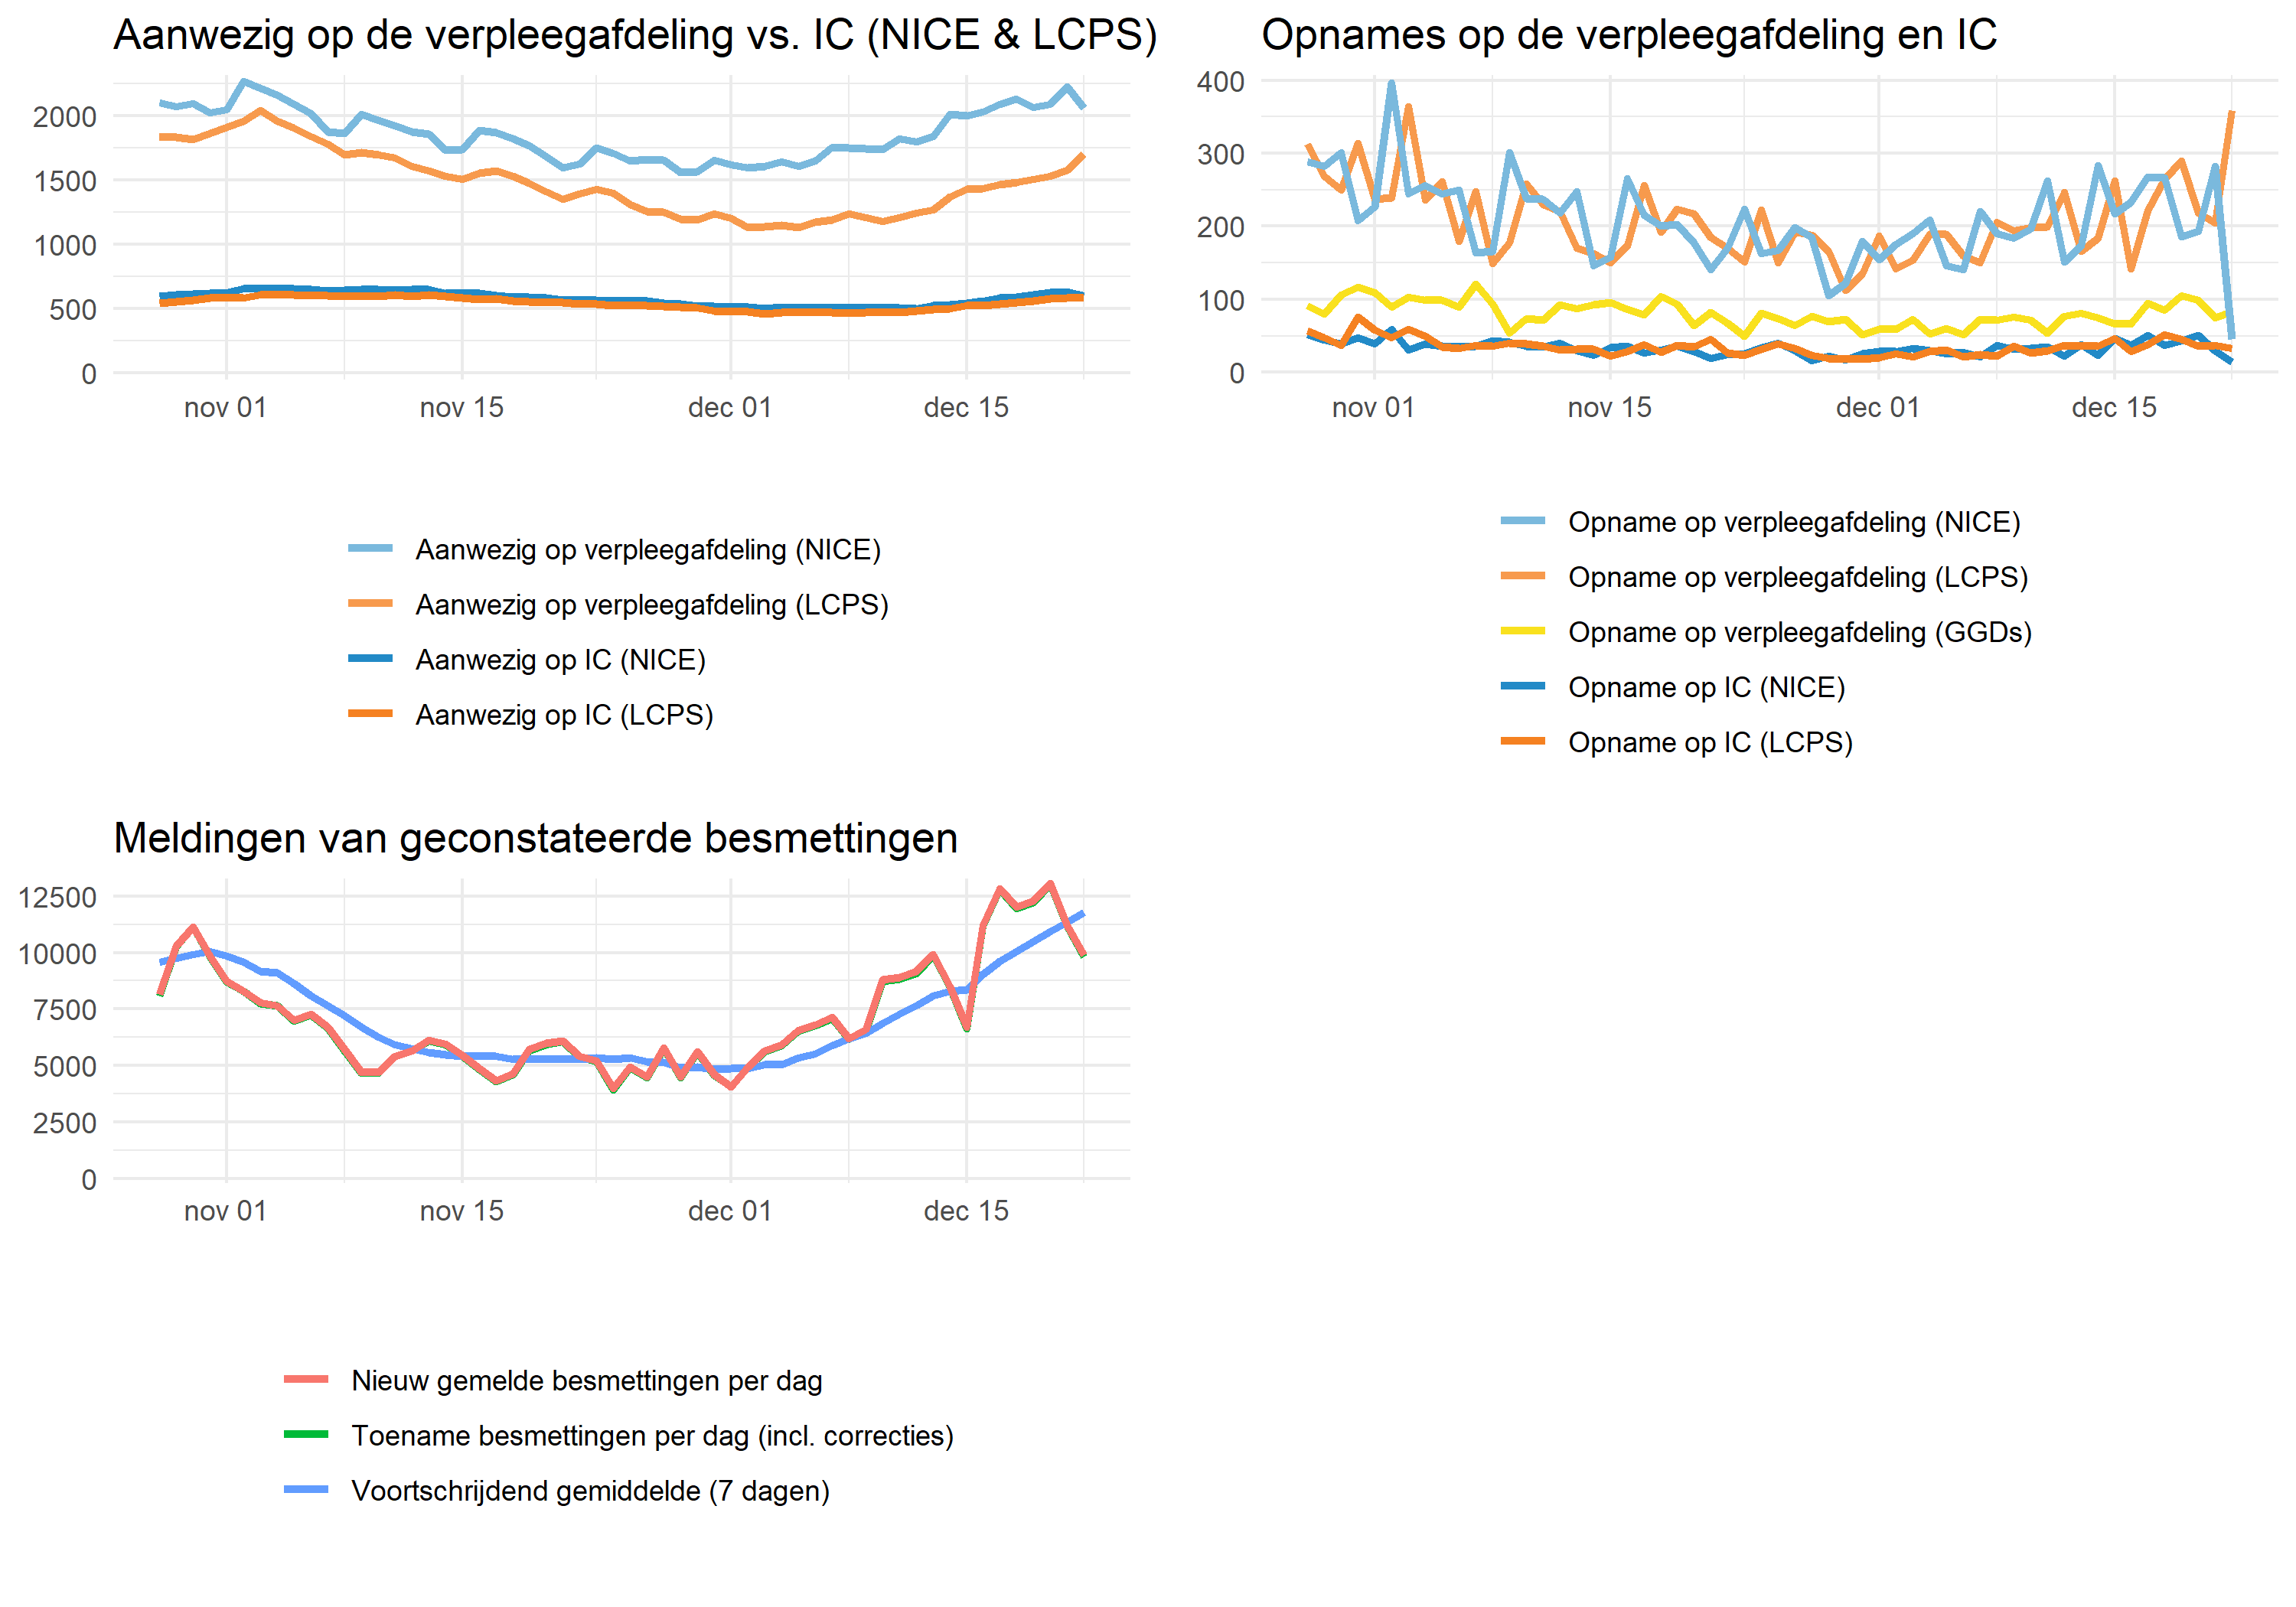 Aanwezig op de verpleegafdeling vs. IC (NICE & LCPS)
2000
1500
1000
500
0
nov 01 nov 15 dec 01 dec 15
Aanwezig op verpleegafdeling (NICE)
Aanwezig op verpleegafdeling (LCPS)
Aanwezig op IC (NICE)
Aanwezig op IC (LCPS)
Opnames op de verpleegafdeling en IC
400
300
200
100
0
nov 01 nov 15 dec 01 dec 15
Opname op verpleegafdeling (NICE)
Opname op verpleegafdeling (LCPS)
Opname op verpleegafdeling (GGDs)
Opname op IC (NICE)
Opname op IC (LCPS)
Meldingen van geconstateerde besmettingen
12500
10000
7500
5000
2500
0
nov 01 nov 15 dec 01 dec 15
Nieuw gemelde besmettingen per dag
Toename besmettingen per dag (incl. correcties)
Voortschrijdend gemiddelde (7 dagen)